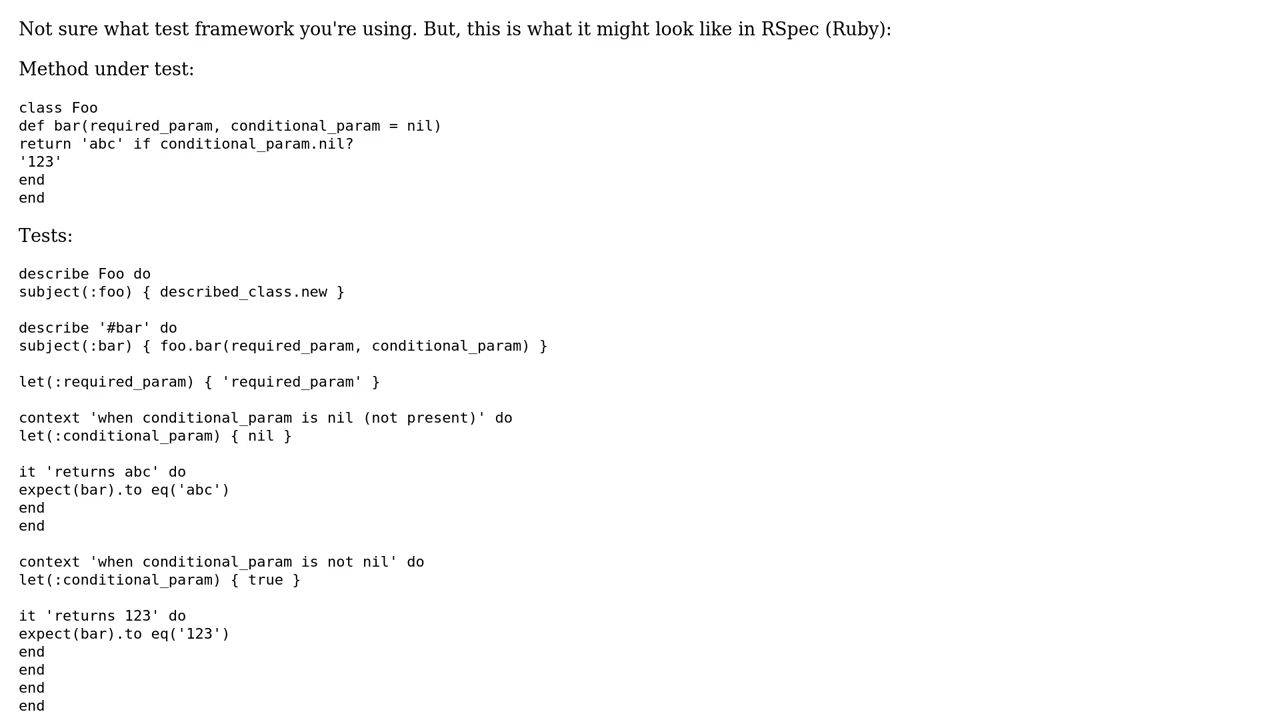 Not sure what test framework you're using. But, this is what it might look like in RSpec (Ruby):
Method under test:
class Foo
def bar(required_param, conditional_param = nil)
return 'abc' if conditional_param.nil?
'123'
end
end
Tests:
describe Foo do
subject(:foo) { described_class.new }
describe '#bar' do
subject(:bar) { foo.bar(required_param, conditional_param) }
let(:required_param) { 'required_param' }
context 'when conditional_param is nil (not present)' do
let(:conditional_param) { nil }
it 'returns abc' do
expect(bar).to eq('abc')
end
end
context 'when conditional_param is not nil' do
let(:conditional_param) { true }
it 'returns 123' do
expect(bar).to eq('123')
end
end
end
end